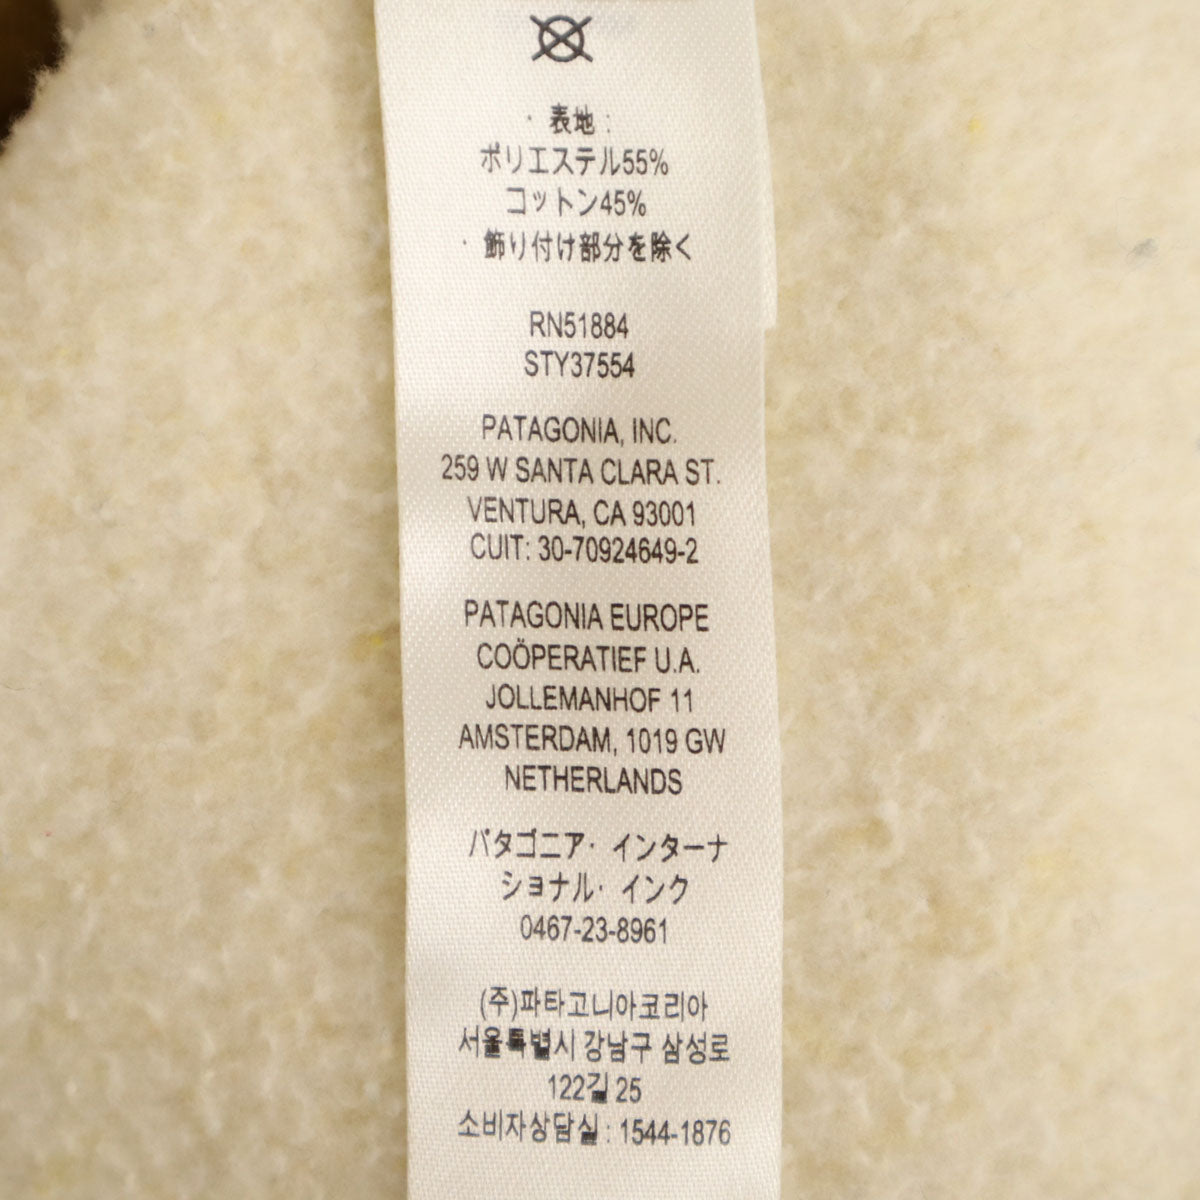 ・表地:
ポリエステル55%
コットン45%
・飾り付け部分を除く
RN51884
STY37554
PATAGONIA, INC.
259 W SANTA CLARA ST.
VENTURA, CA 93001
CUIT: 30-70924649-2
PATAGONIA EUROPE
COÖPERATIEF U.A.
JOLLEMANHOF 11
AMSTERDAM, 1019 GW
NETHERLANDS
パタゴニア・インターナ
ショナル・インク
0467-23-8961
(주)파타고니아코리아
서울특별시 강남구 삼성로
122길 25
소비자상담실 : 1544-1876